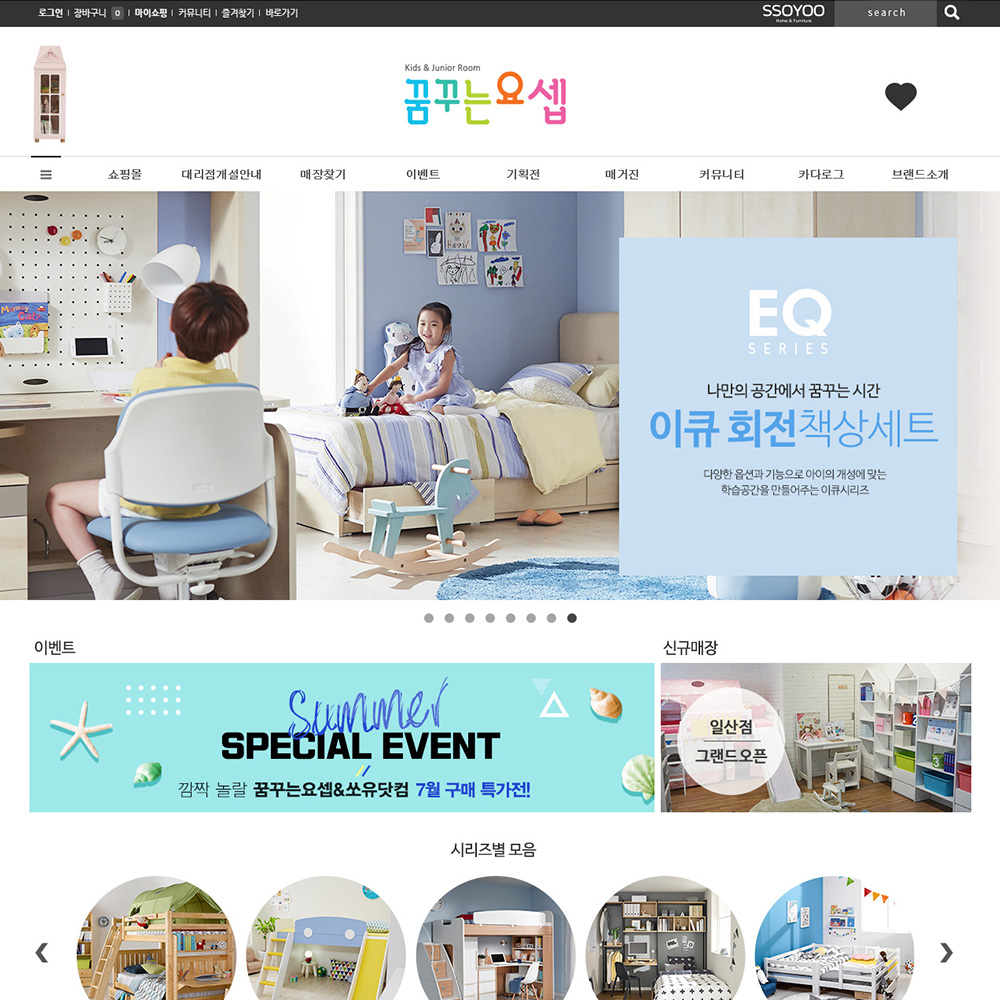 로그인 | 장바구니 0 | 마이쇼핑 | 커뮤니티 | 즐겨찾기 | 바로가기
SSOYOO
Home & Furniture
search
Kids & Junior Room
꿈꾸는요셉
쇼핑몰 대리점개설안내 매장찾기 이벤트 기획전 매거진 커뮤니티 카다로그 브랜드소개
EQ
SERIES
나만의 공간에서 꿈꾸는 시간
이큐 회전책상세트
다양한 옵션과 기능으로 아이의 개성에 맞는
학습공간을 만들어주는 이큐시리즈
이벤트
신규매장
Summer
SPECIAL EVENT
깜짝 놀랄 꿈꾸는요셉&쏘유닷컴 7월 구매 특가전!
일산점
그랜드오픈
시리즈별 모음